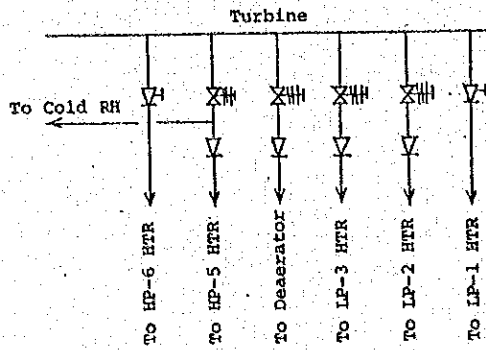 Turbine
To Cold RH
To HP-6 HTR
To HP-5 HTR
To Deaerator
To LP-3 HTR
To LP-2 HTR
To LP-1 HTR